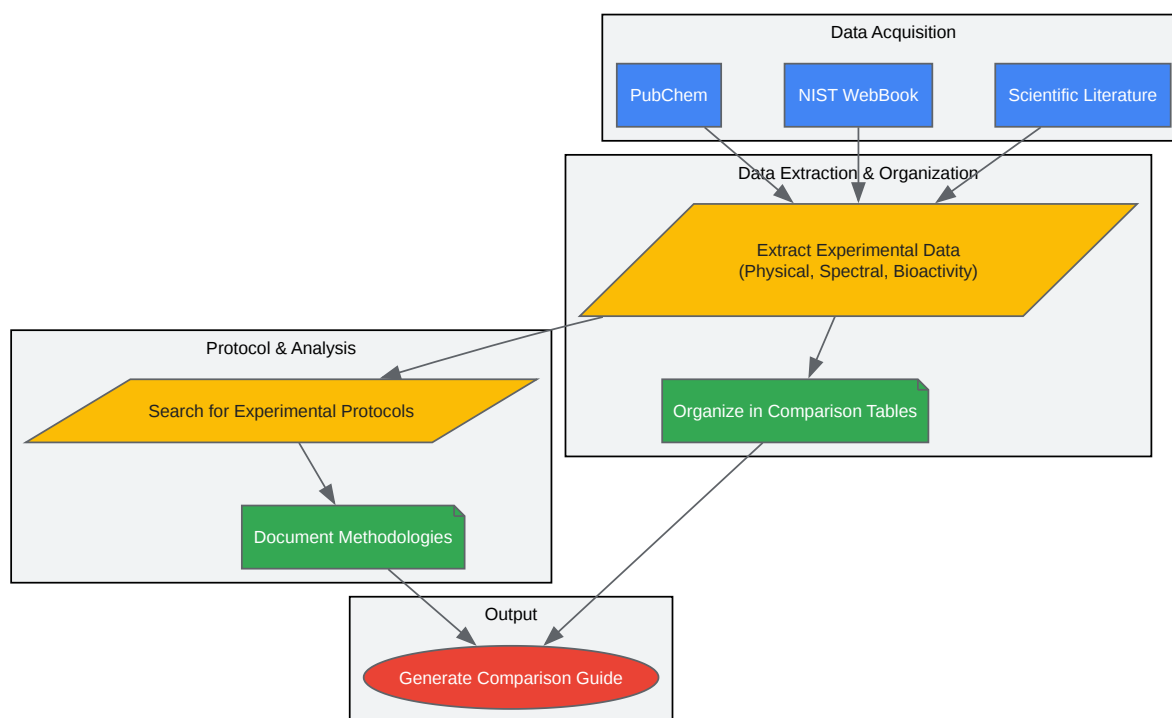 Data Acquisition
PubChem
NIST WebBook
Scientific Literature
Data Extraction & Organization
Extract Experimental Data
(Physical, Spectral, Bioactivity)
Protocol & Analysis
Search for Experimental Protocols
Organize in Comparison Tables
Document Methodologies
Output
Generate Comparison Guide